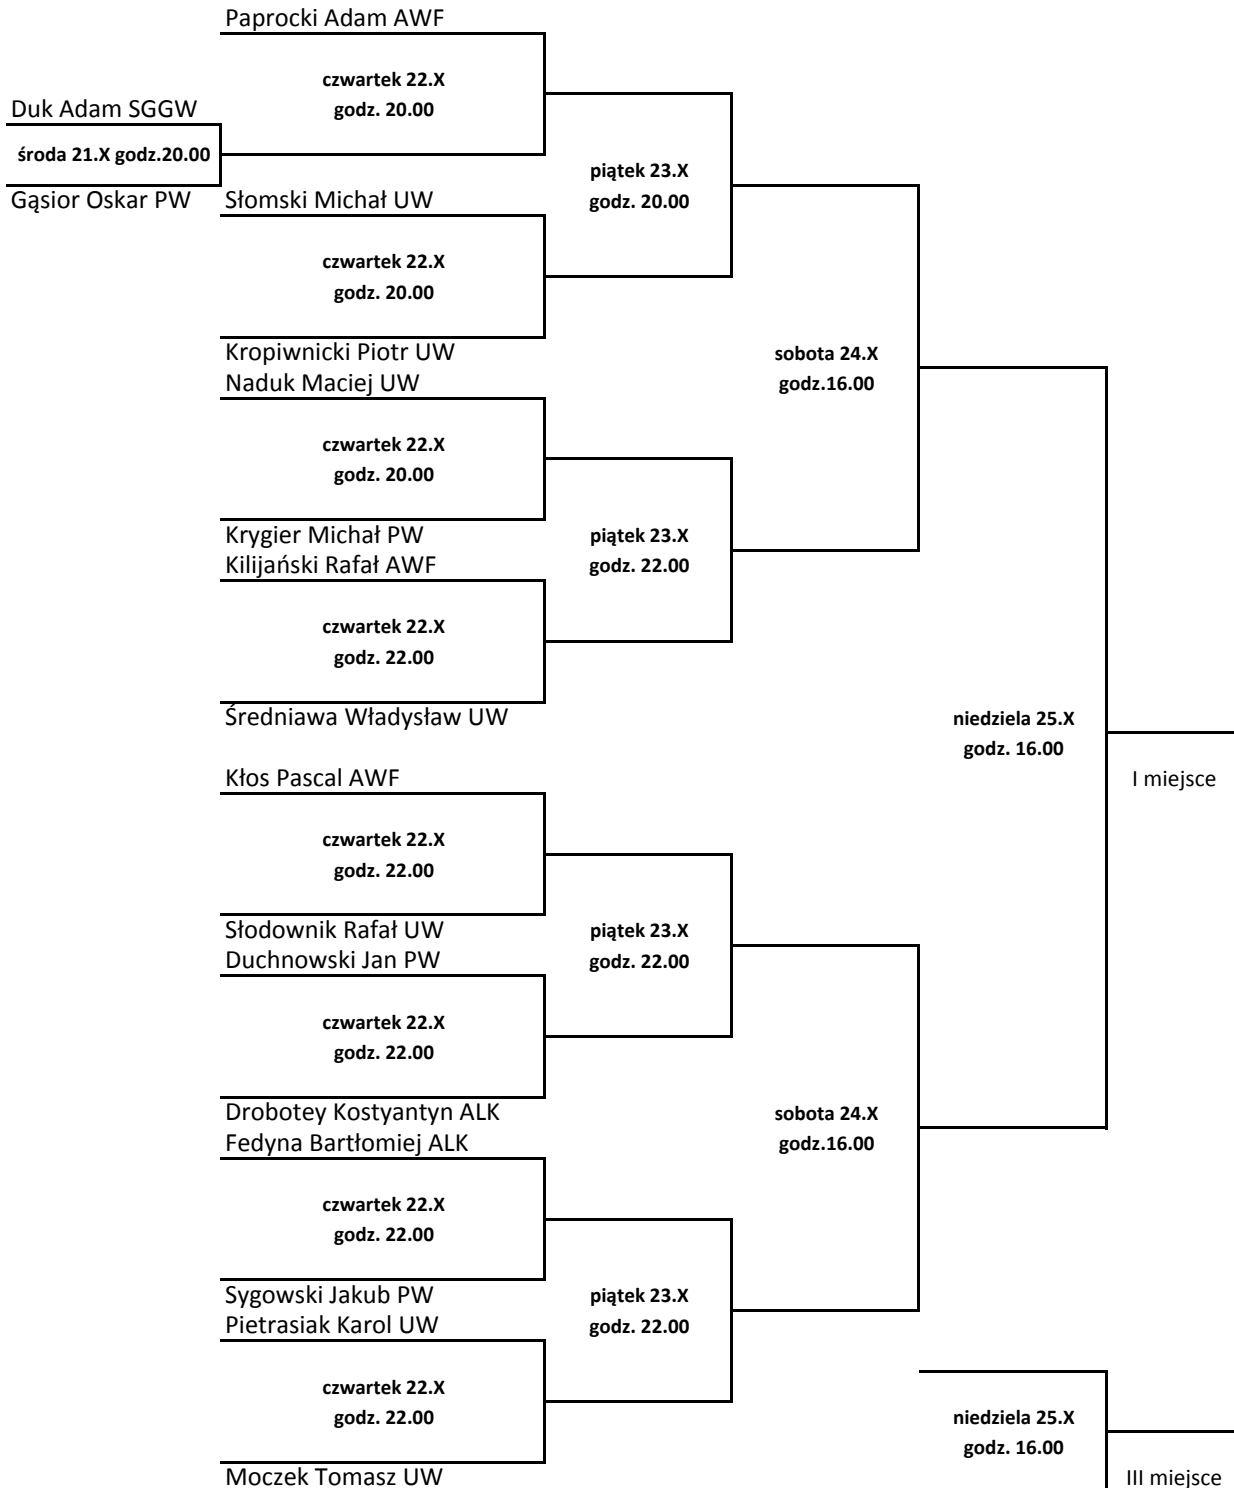 Paprocki Adam AWF
czwartek 22.X
godz. 20.00
Duk Adam SGGW
środa 21.X godz.20.00
Gąsior Oskar PW
piątek 23.X
godz. 20.00
Słomski Michał UW
czwartek 22.X
godz. 20.00
Kropiwnicki Piotr UW
sobota 24.X
godz.16.00
Naduk Maciej UW
czwartek 22.X
godz. 20.00
Krygier Michał PW
piątek 23.X
godz. 22.00
Kilijański Rafał AWF
czwartek 22.X
godz. 22.00
Średniawa Władysław UW
niedziela 25.X
godz. 16.00
I miejsce
Kłos Pascal AWF
czwartek 22.X
godz. 22.00
Słodownik Rafał UW
piątek 23.X
godz. 22.00
Duchnowski Jan PW
czwartek 22.X
godz. 22.00
Drobotey Kostyantyn ALK
sobota 24.X
godz.16.00
Fedyna Bartłomiej ALK
czwartek 22.X
godz. 22.00
Sygowski Jakub PW
piątek 23.X
godz. 22.00
Pietrasiak Karol UW
czwartek 22.X
godz. 22.00
Moczek Tomasz UW
niedziela 25.X
godz. 16.00
III miejsce